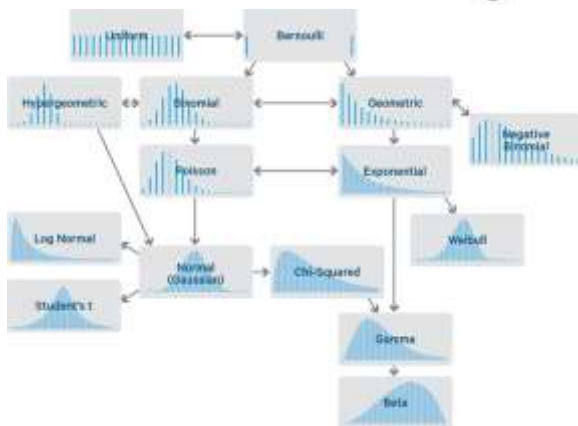 Uniform
Bernoulli
Hypergeometric
Binomial
Geometric
Negative
Binomial
Poisson
Exponential
Weibull
Log Normal
Normal
(Gaussian)
Chi-Squared
Student's t
Gamma
Beta